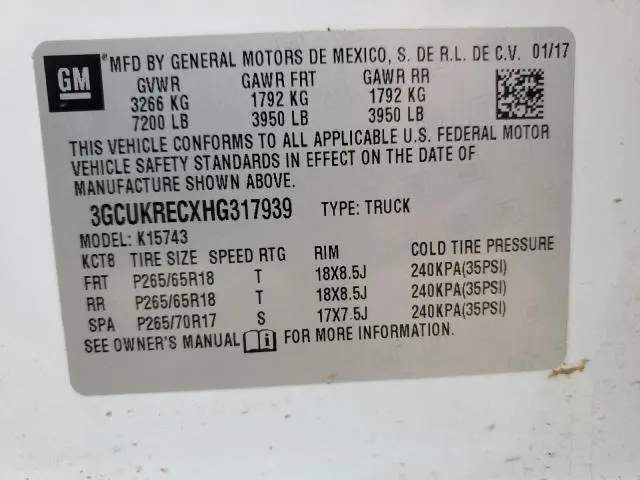 GM
*MFD BY GENERAL MOTORS DE MEXICO, S. DE R.L. DE C.V. 01/17
GVWR GAWR FRT GAWR RR
3266 KG 1792 KG 1792 KG
7200 LB 3950 LB 3950 LB
THIS VEHICLE CONFORMS TO ALL APPLICABLE U.S. FEDERAL MOTOR
VEHICLE SAFETY STANDARDS IN EFFECT ON THE DATE OF
MANUFACTURE SHOWN ABOVE.
3GCUKRECXHG317939 TYPE: TRUCK
MODEL: K15743
KCT8 TIRE SIZE SPEED RTG RIM COLD TIRE PRESSURE
FRT P265/65R18 T 18X8.5J 240KPA(35PSI)
RR P265/65R18 T 18X8.5J 240KPA(35PSI)
SPA P265/70R17 S 17X7.5J 240KPA(35PSI)
SEE OWNER'S MANUAL i FOR MORE INFORMATION.